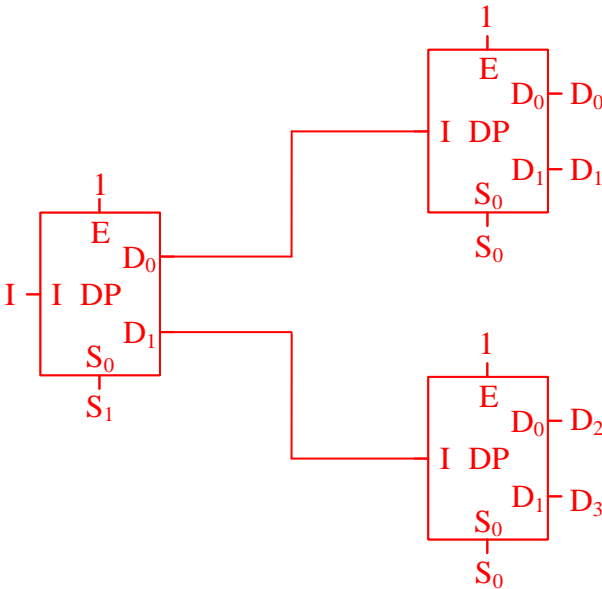 1
E
D₀ D₀
I DP
D₁ D₁
S₀
S₀
1
E
D₀
I I DP
D₁
S₀
S₁
1
E
D₀ D₂
I DP
D₁ D₃
S₀
S₀